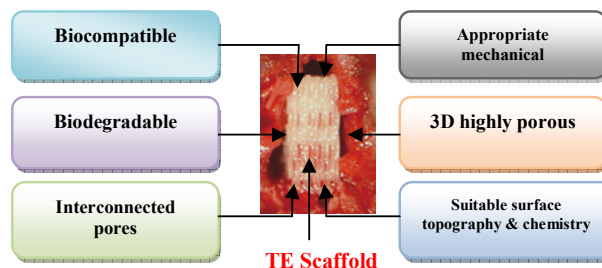 Biocompatible
Appropriate
mechanical
Biodegradable
3D highly porous
Interconnected
pores
Suitable surface
topography & chemistry
TE Scaffold